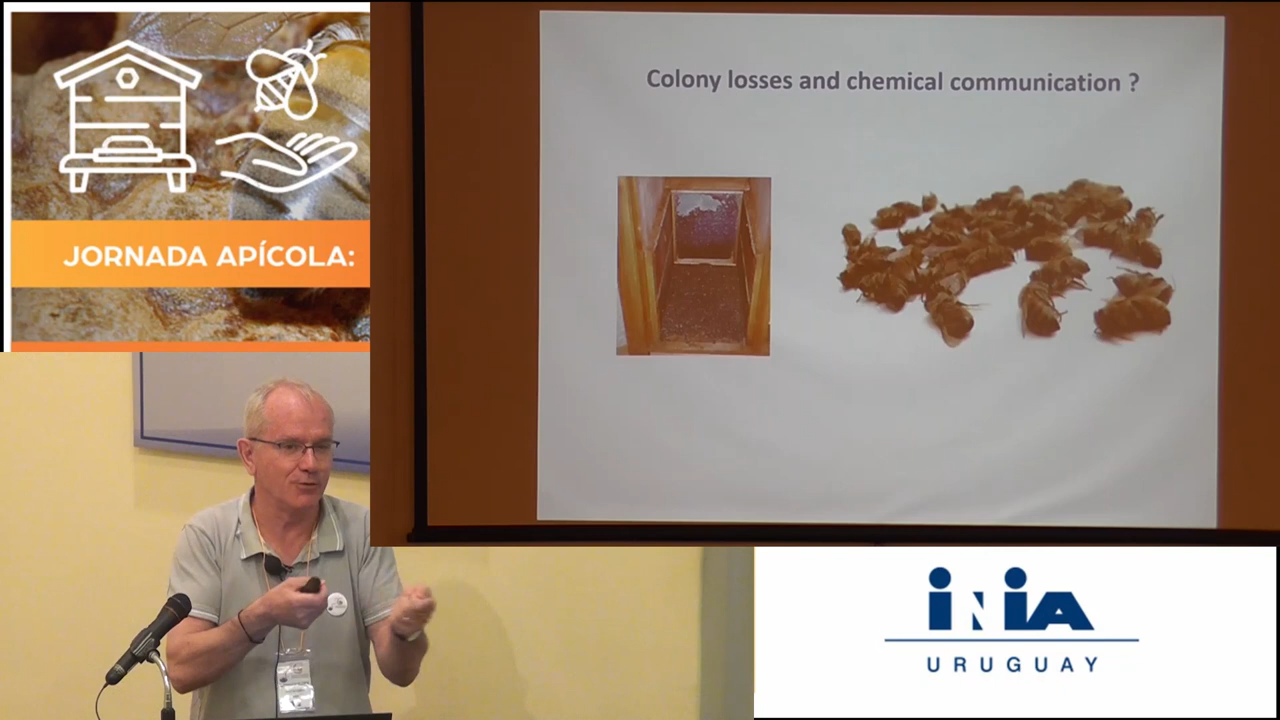 JORNADA APÍCOLA:
Colony losses and chemical communication ?
INIA
URUGUAY